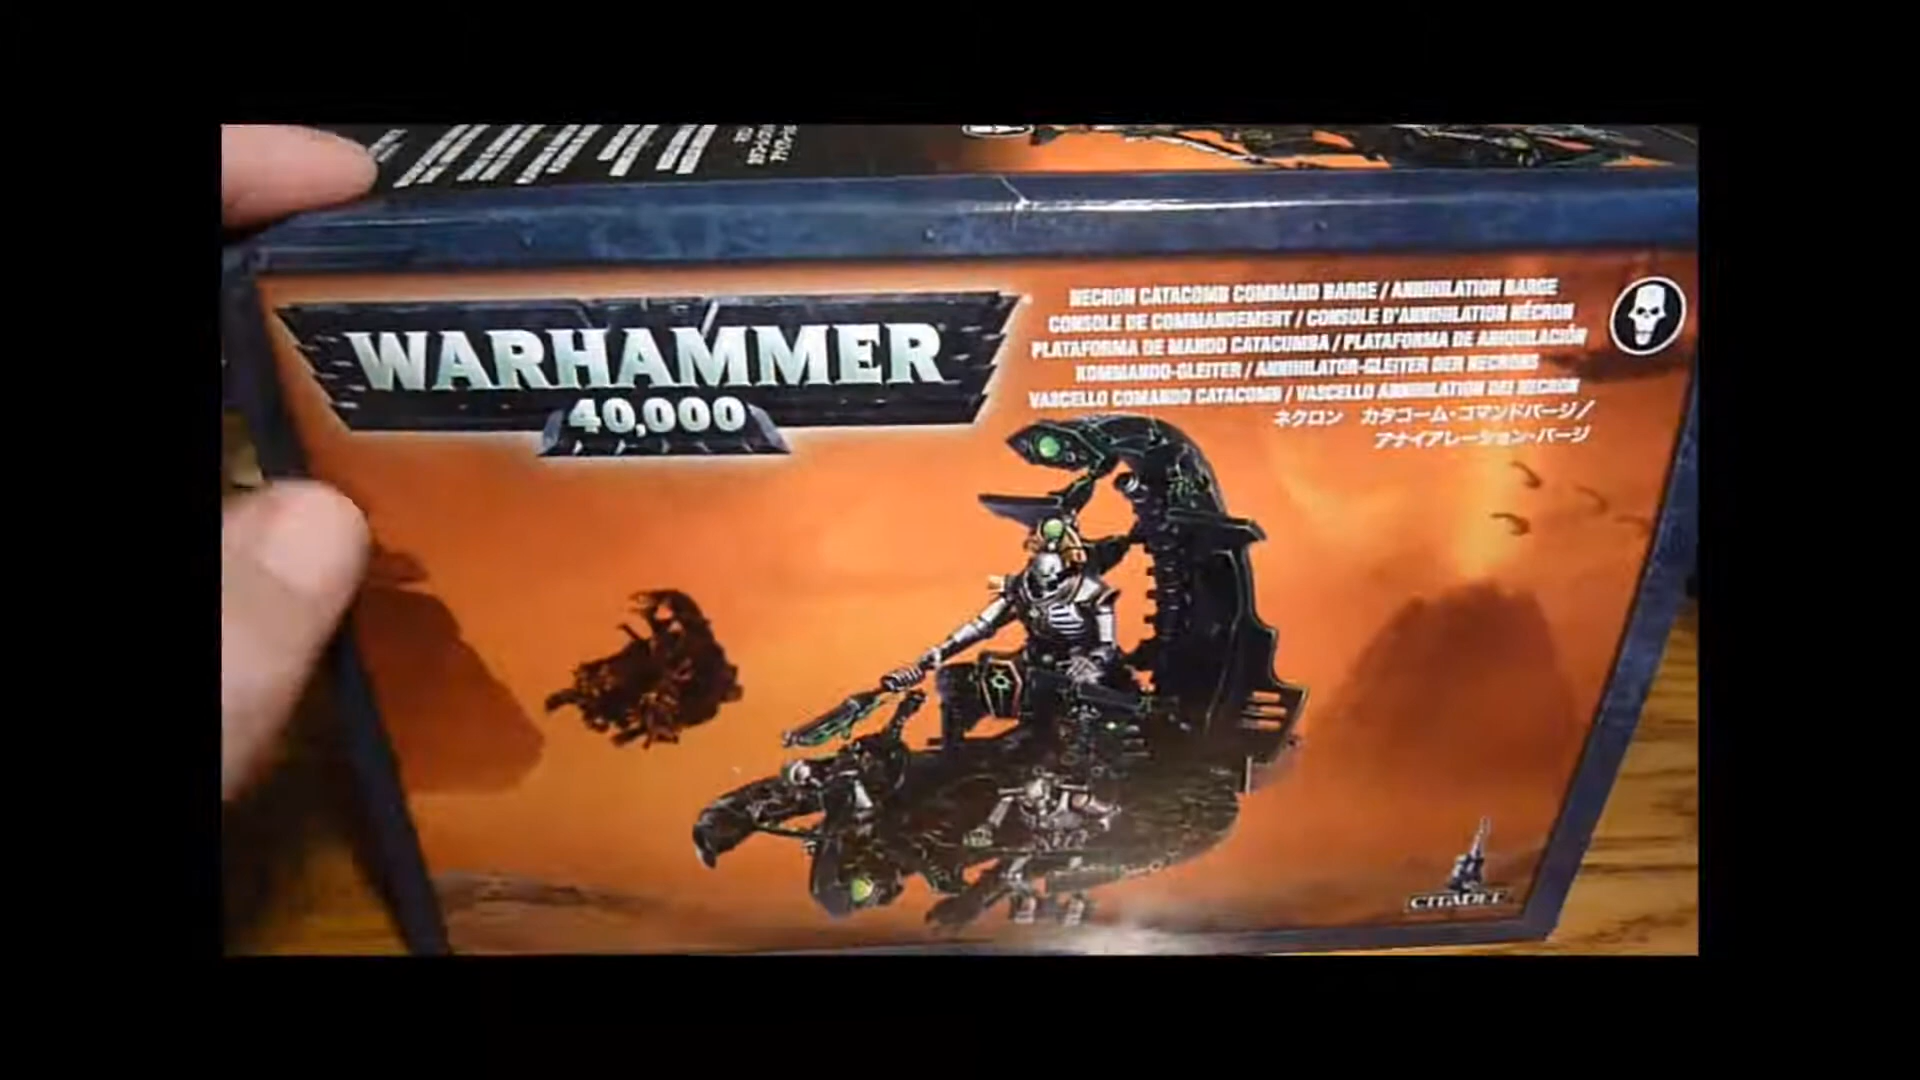 WARHAMMER
40,000
NECRON CATACOMB COMMAND BARGE / ANNIHILATION BARGE
CONSOLE DE COMMANDEMENT / CONSOLE D'ANNIHILATION NÉCRON
PLATAFORMA DE MANDO CATACUMBA / PLATAFORMA DE ANIQUILACIÓN
KOMMANDO-GLEITER / ANNIHILATOR-GLEITER DER NECRONS
VASCELLO COMANDO CATACOMB / VASCELLO ANNIHILATION DEI NECRON
ネクロン カタコーム・コマンドバージ/
アナイアレーション・バージ
CITADEL